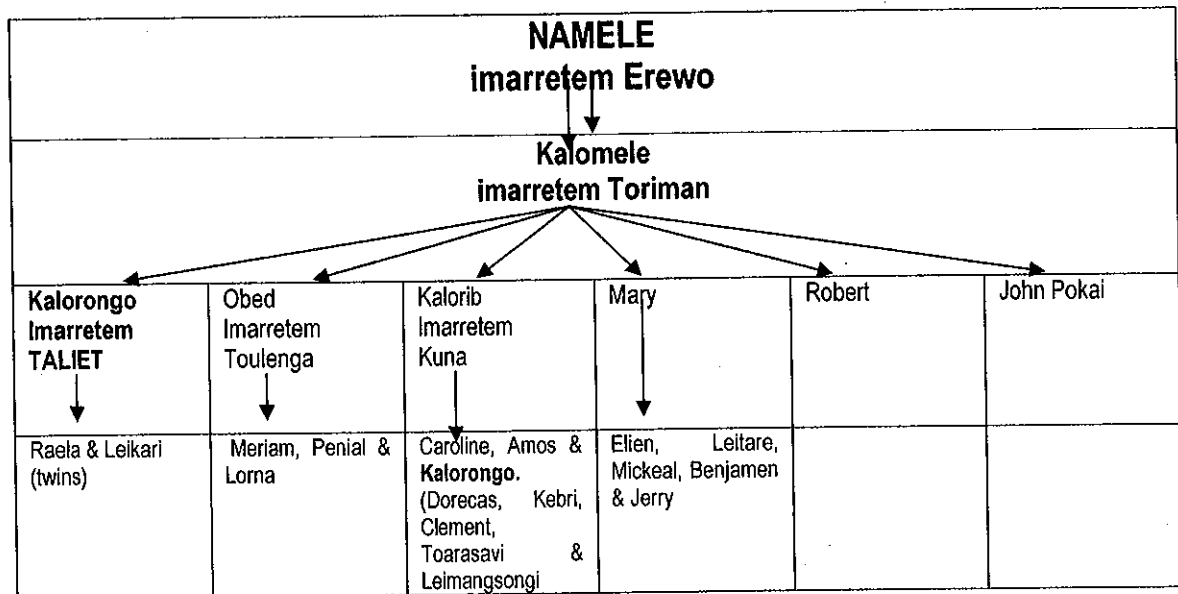 NAMELE
imarretem Erewo
Kalomele
imarretem Toriman
Kalorongo
Imarretem
TALIET
Obed
Imarretem
Toulenga
Kalorib
Imarretem
Kuna
Mary
Robert
John Pokai
Raela & Leikari
(twins)
Meriam, Penial &
Lorna
Caroline, Amos &
Kalorongo.
(Dorecas, Kebri,
Clement,
Toarasavi &
Leimangsongi
Elien, Leitare,
Mickeal, Benjamen
& Jerry